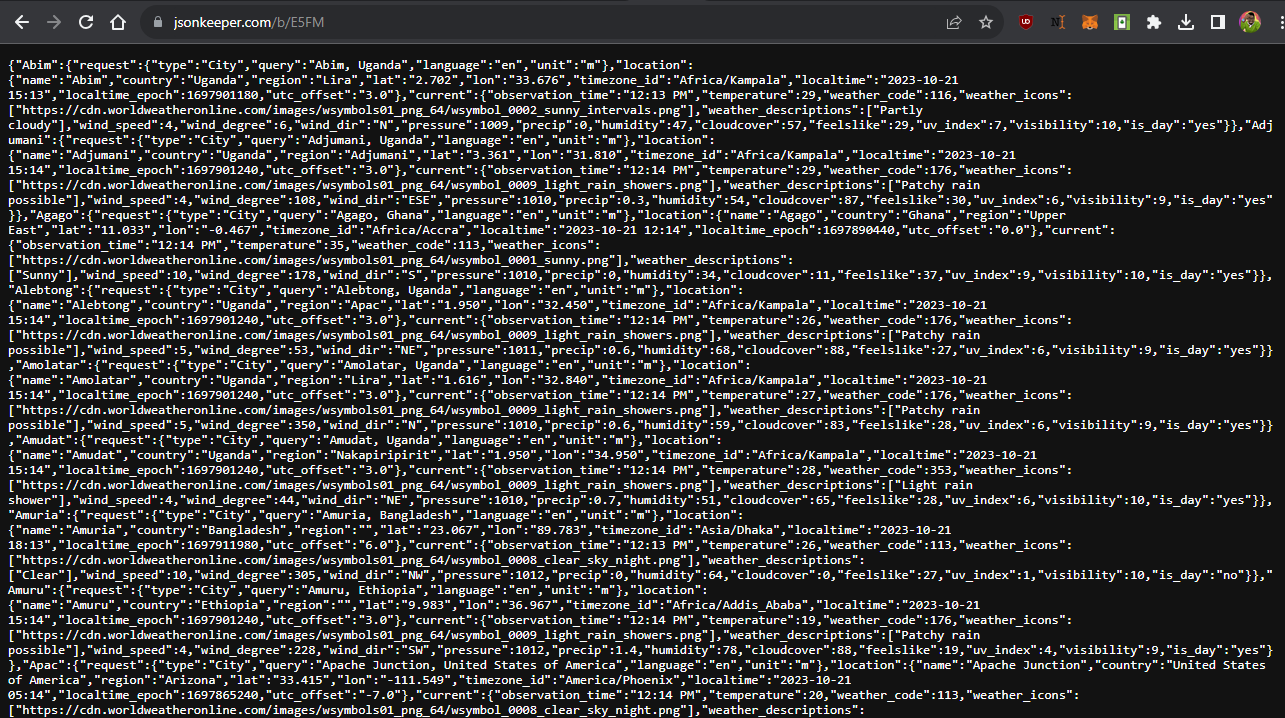 jsonkeeper.com/b/E5FM
{"Abim":{"request":{"type":"City","query":"Abim, Uganda","language":"en","unit":"m"},"location":
{"name":"Abim","country":"Uganda","region":"Lira","lat":"2.702","lon":"33.676","timezone_id":"Africa/Kampala","localtime":"2023-10-21
15:13","localtime_epoch":1697901180,"utc_offset":"3.0"},"current":{"observation_time":"12:13 PM","temperature":29,"weather_code":116,"weather_icons":
["https://cdn.worldweatheronline.com/images/wsymbols01_png_64/wsymbol_0002_sunny_intervals.png"],"weather_descriptions":["Partly
cloudy"],"wind_speed":4,"wind_degree":6,"wind_dir":"N","pressure":1009,"precip":0,"humidity":47,"cloudcover":57,"feelslike":29,"uv_index":7,"visibility":10,"is_day":"yes"}},"Adj
umani":{"request":{"type":"City","query":"Adjumani, Uganda","language":"en","unit":"m"},"location":
{"name":"Adjumani","country":"Uganda","region":"Adjumani","lat":"3.361","lon":"31.810","timezone_id":"Africa/Kampala","localtime":"2023-10-21
15:14","localtime_epoch":1697901240,"utc_offset":"3.0"},"current":{"observation_time":"12:14 PM","temperature":29,"weather_code":176,"weather_icons":
["https://cdn.worldweatheronline.com/images/wsymbols01_png_64/wsymbol_0009_light_rain_showers.png"],"weather_descriptions":["Patchy rain
possible"],"wind_speed":4,"wind_degree":108,"wind_dir":"ESE","pressure":1010,"precip":0.3,"humidity":54,"cloudcover":87,"feelslike":30,"uv_index":6,"visibility":9,"is_day":"yes"
}},"Agago":{"request":{"type":"City","query":"Agago, Ghana","language":"en","unit":"m"},"location":{"name":"Agago","country":"Ghana","region":"Upper
East","lat":"11.033","lon":"-0.467","timezone_id":"Africa/Accra","localtime":"2023-10-21 12:14","localtime_epoch":1697890440,"utc_offset":"0.0"},"current":
{"observation_time":"12:14 PM","temperature":35,"weather_code":113,"weather_icons":
["https://cdn.worldweatheronline.com/images/wsymbols01_png_64/wsymbol_0001_sunny.png"],"weather_descriptions":
["Sunny"],"wind_speed":10,"wind_degree":178,"wind_dir":"S","pressure":1010,"precip":0,"humidity":34,"cloudcover":11,"feelslike":37,"uv_index":9,"visibility":10,"is_day":"yes"}},
"Alebtong":{"request":{"type":"City","query":"Alebtong, Uganda","language":"en","unit":"m"},"location":
{"name":"Alebtong","country":"Uganda","region":"Apac","lat":"1.950","lon":"32.450","timezone_id":"Africa/Kampala","localtime":"2023-10-21
15:14","localtime_epoch":1697901240,"utc_offset":"3.0"},"current":{"observation_time":"12:14 PM","temperature":26,"weather_code":176,"weather_icons":
["https://cdn.worldweatheronline.com/images/wsymbols01_png_64/wsymbol_0009_light_rain_showers.png"],"weather_descriptions":["Patchy rain
possible"],"wind_speed":5,"wind_degree":53,"wind_dir":"NE","pressure":1011,"precip":0.6,"humidity":68,"cloudcover":88,"feelslike":27,"uv_index":6,"visibility":9,"is_day":"yes"}}
,"Amolatar":{"request":{"type":"City","query":"Amolatar, Uganda","language":"en","unit":"m"},"location":
{"name":"Amolatar","country":"Uganda","region":"Lira","lat":"1.616","lon":"32.840","timezone_id":"Africa/Kampala","localtime":"2023-10-21
15:14","localtime_epoch":1697901240,"utc_offset":"3.0"},"current":{"observation_time":"12:14 PM","temperature":27,"weather_code":176,"weather_icons":
["https://cdn.worldweatheronline.com/images/wsymbols01_png_64/wsymbol_0009_light_rain_showers.png"],"weather_descriptions":["Patchy rain
possible"],"wind_speed":5,"wind_degree":350,"wind_dir":"N","pressure":1010,"precip":0.6,"humidity":59,"cloudcover":83,"feelslike":28,"uv_index":6,"visibility":9,"is_day":"yes"}}
,"Amudat":{"request":{"type":"City","query":"Amudat, Uganda","language":"en","unit":"m"},"location":
{"name":"Amudat","country":"Uganda","region":"Nakapiripirit","lat":"1.950","lon":"34.950","timezone_id":"Africa/Kampala","localtime":"2023-10-21
15:14","localtime_epoch":1697901240,"utc_offset":"3.0"},"current":{"observation_time":"12:14 PM","temperature":28,"weather_code":353,"weather_icons":
["https://cdn.worldweatheronline.com/images/wsymbols01_png_64/wsymbol_0009_light_rain_showers.png"],"weather_descriptions":["Light rain
shower"],"wind_speed":4,"wind_degree":44,"wind_dir":"NE","pressure":1010,"precip":0.7,"humidity":51,"cloudcover":65,"feelslike":28,"uv_index":6,"visibility":10,"is_day":"yes"}},
"Amuria":{"request":{"type":"City","query":"Amuria, Bangladesh","language":"en","unit":"m"},"location":
{"name":"Amuria","country":"Bangladesh","region":"","lat":"23.067","lon":"89.783","timezone_id":"Asia/Dhaka","localtime":"2023-10-21
18:13","localtime_epoch":1697911980,"utc_offset":"6.0"},"current":{"observation_time":"12:13 PM","temperature":26,"weather_code":113,"weather_icons":
["https://cdn.worldweatheronline.com/images/wsymbols01_png_64/wsymbol_0008_clear_sky_night.png"],"weather_descriptions":
["Clear"],"wind_speed":10,"wind_degree":305,"wind_dir":"NW","pressure":1012,"precip":0,"humidity":64,"cloudcover":0,"feelslike":27,"uv_index":1,"visibility":10,"is_day":"no"}},"
Amuru":{"request":{"type":"City","query":"Amuru, Ethiopia","language":"en","unit":"m"},"location":
{"name":"Amuru","country":"Ethiopia","region":"","lat":"9.983","lon":"36.967","timezone_id":"Africa/Addis_Ababa","localtime":"2023-10-21
15:14","localtime_epoch":1697901240,"utc_offset":"3.0"},"current":{"observation_time":"12:14 PM","temperature":19,"weather_code":176,"weather_icons":
["https://cdn.worldweatheronline.com/images/wsymbols01_png_64/wsymbol_0009_light_rain_showers.png"],"weather_descriptions":["Patchy rain
possible"],"wind_speed":4,"wind_degree":228,"wind_dir":"SW","pressure":1012,"precip":1.4,"humidity":78,"cloudcover":88,"feelslike":19,"uv_index":4,"visibility":9,"is_day":"yes"}
},"Apac":{"request":{"type":"City","query":"Apache Junction, United States of America","language":"en","unit":"m"},"location":{"name":"Apache Junction","country":"United States
of America","region":"Arizona","lat":"33.415","lon":"-111.549","timezone_id":"America/Phoenix","localtime":"2023-10-21
05:14","localtime_epoch":1697865240,"utc_offset":"-7.0"},"current":{"observation_time":"12:14 PM","temperature":20,"weather_code":113,"weather_icons":
["https://cdn.worldweatheronline.com/images/wsymbols01_png_64/wsymbol_0008_clear_sky_night.png"],"weather_descriptions":